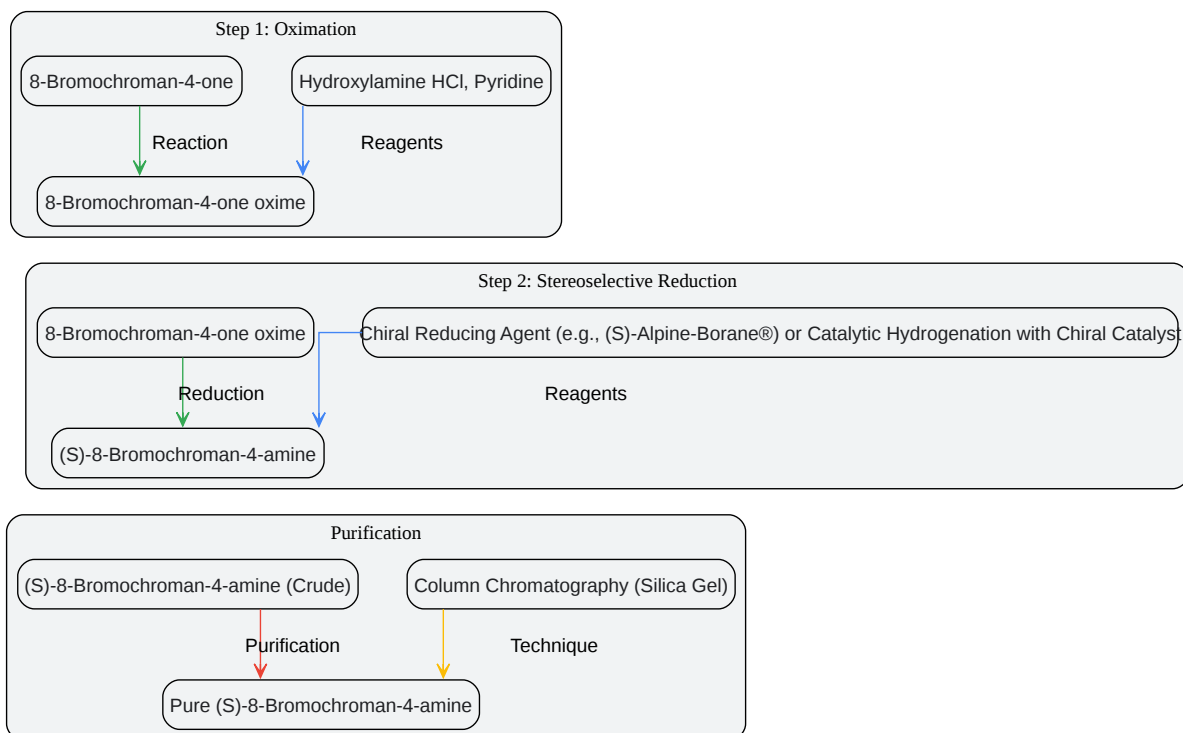 Step 1: Oximation
8-Bromochroman-4-one
Hydroxylamine HCl, Pyridine
Reaction
Reagents
8-Bromochroman-4-one oxime
Step 2: Stereoselective Reduction
8-Bromochroman-4-one oxime
Chiral Reducing Agent (e.g., (S)-Alpine-Borane®) or Catalytic Hydrogenation with Chiral Catalyst
Reduction
Reagents
(S)-8-Bromochroman-4-amine
Purification
(S)-8-Bromochroman-4-amine (Crude)
Column Chromatography (Silica Gel)
Purification
Technique
Pure (S)-8-Bromochroman-4-amine